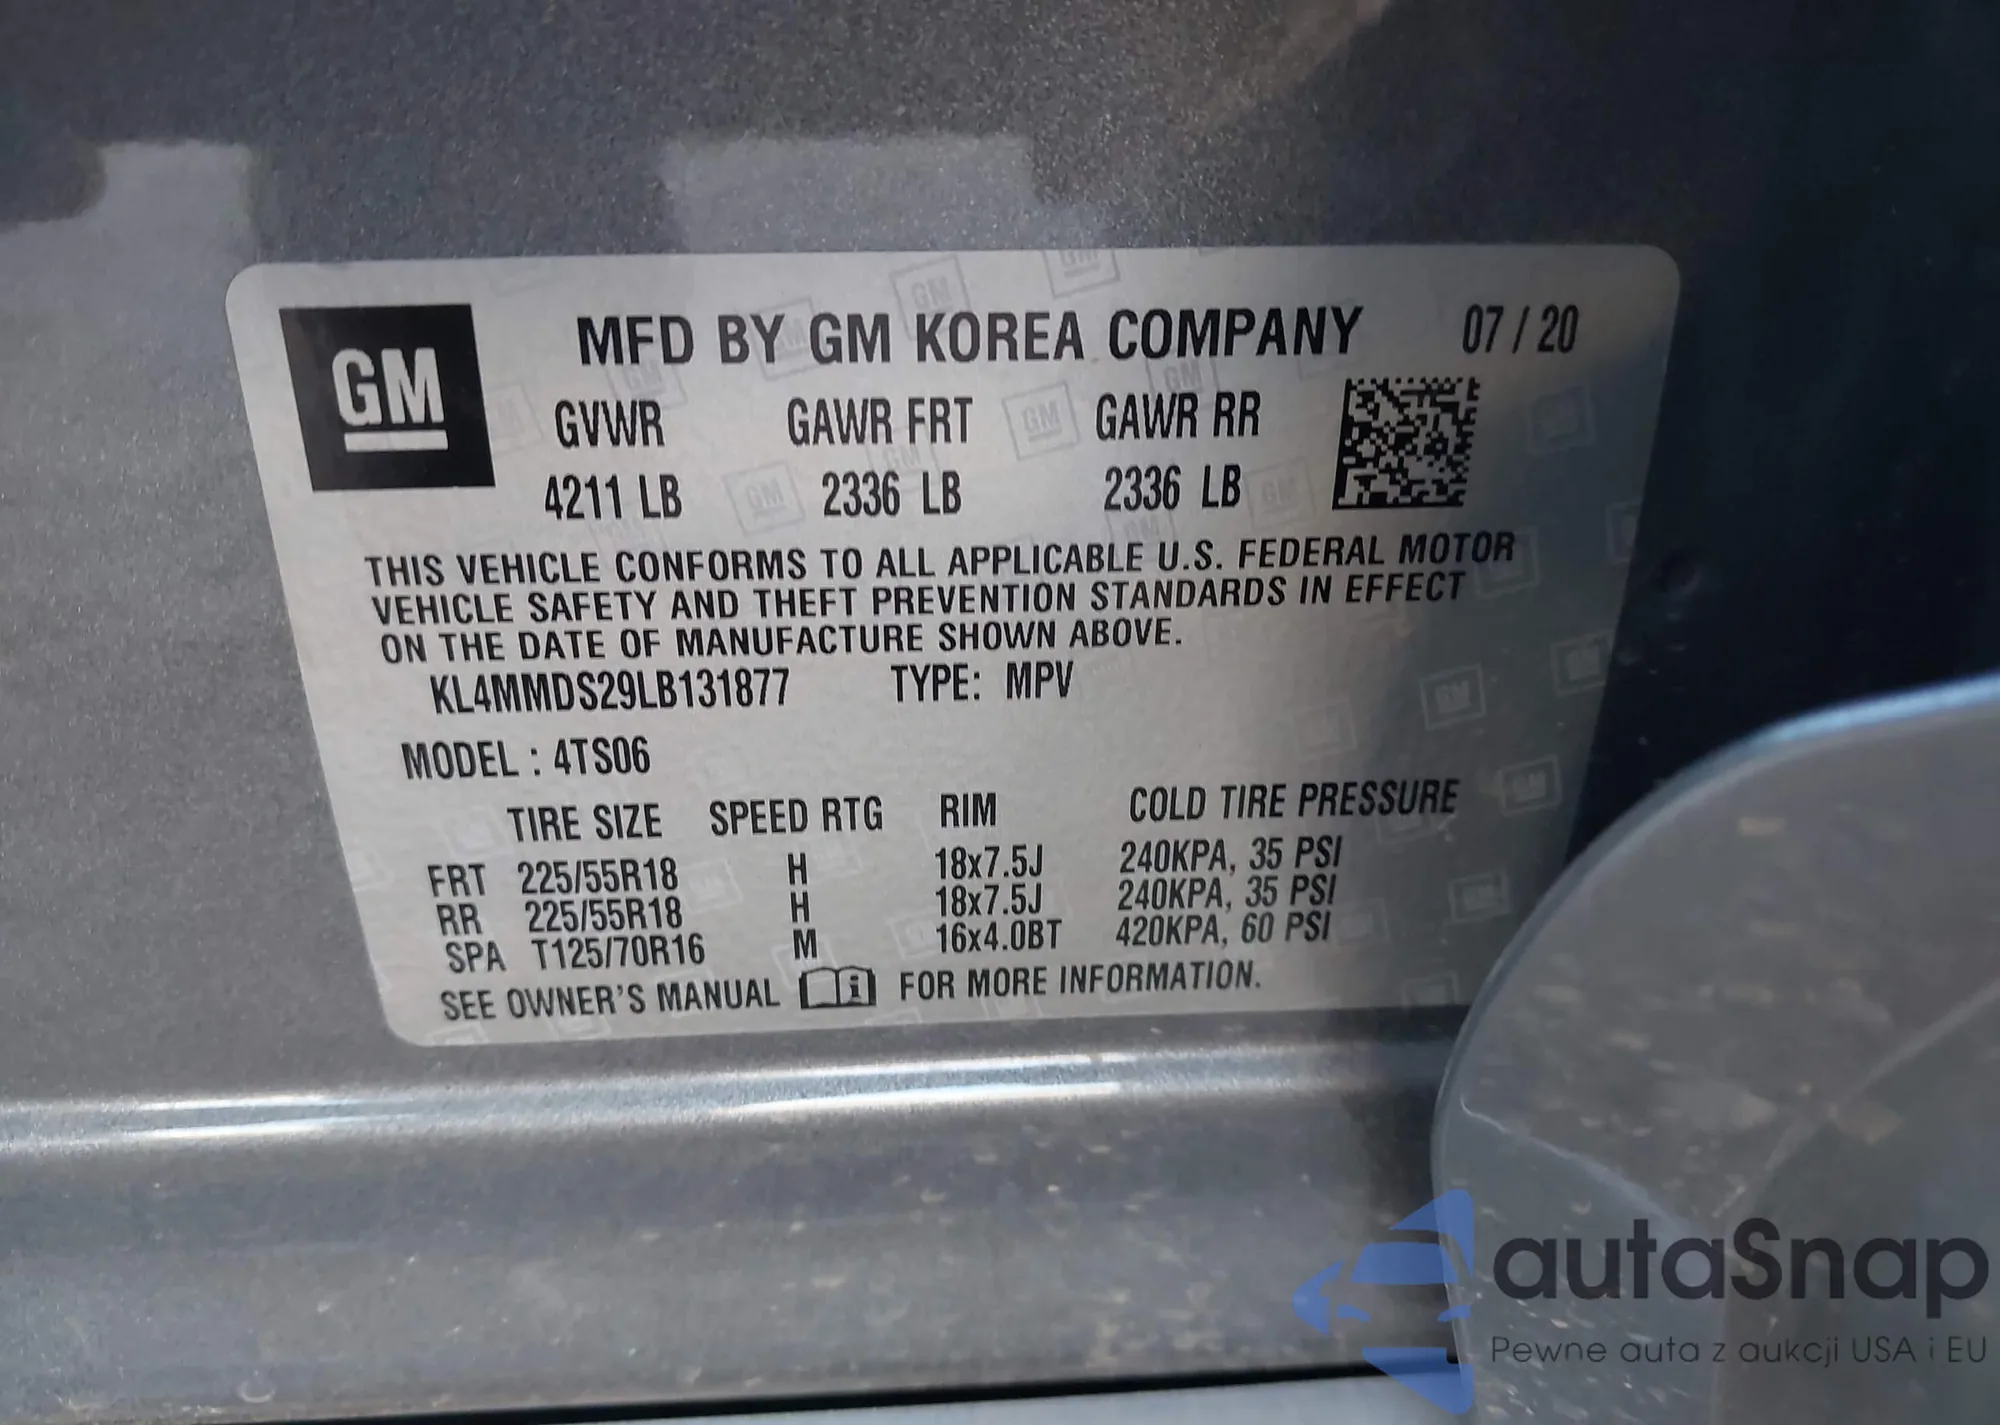 GM
MFD BY GM KOREA COMPANY 07 / 20
GVWR GAWR FRT GAWR RR
4211 LB 2336 LB 2336 LB
THIS VEHICLE CONFORMS TO ALL APPLICABLE U.S. FEDERAL MOTOR
VEHICLE SAFETY AND THEFT PREVENTION STANDARDS IN EFFECT
ON THE DATE OF MANUFACTURE SHOWN ABOVE.
KL4MMDS29LB131877 TYPE: MPV
MODEL : 4TS06
TIRE SIZE SPEED RTG RIM COLD TIRE PRESSURE
FRT 225/55R18 H 18x7.5J 240KPA, 35 PSI
RR 225/55R18 H 18x7.5J 240KPA, 35 PSI
SPA T125/70R16 M 16x4.0BT 420KPA, 60 PSI
SEE OWNER'S MANUAL i FOR MORE INFORMATION.
autaSnap
Pewne auta z aukcji USA i EU